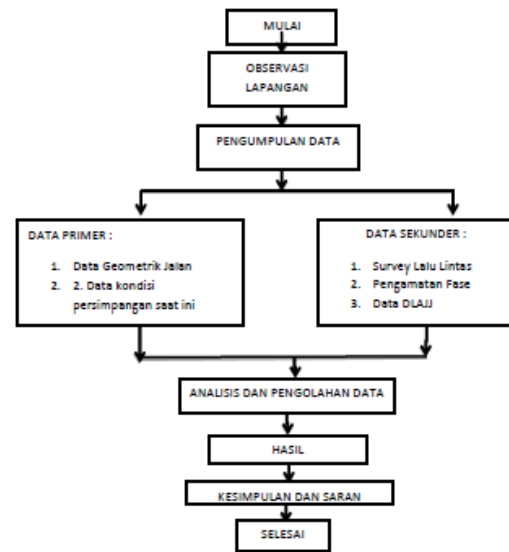 MULAI
OBSERVASI
LAPANGAN
PENGUMPULAN DATA
DATA PRIMER :
1. Data Geometrik Jalan
2. 2. Data kondisi
persimpangan saat ini
DATA SEKUNDER :
1. Survey Lalu Lintas
2. Pengamatan Fase
3. Data DLAJJ
ANALISIS DAN PENGOLAHAN DATA
HASIL
KESIMPULAN DAN SARAN
SELESAI